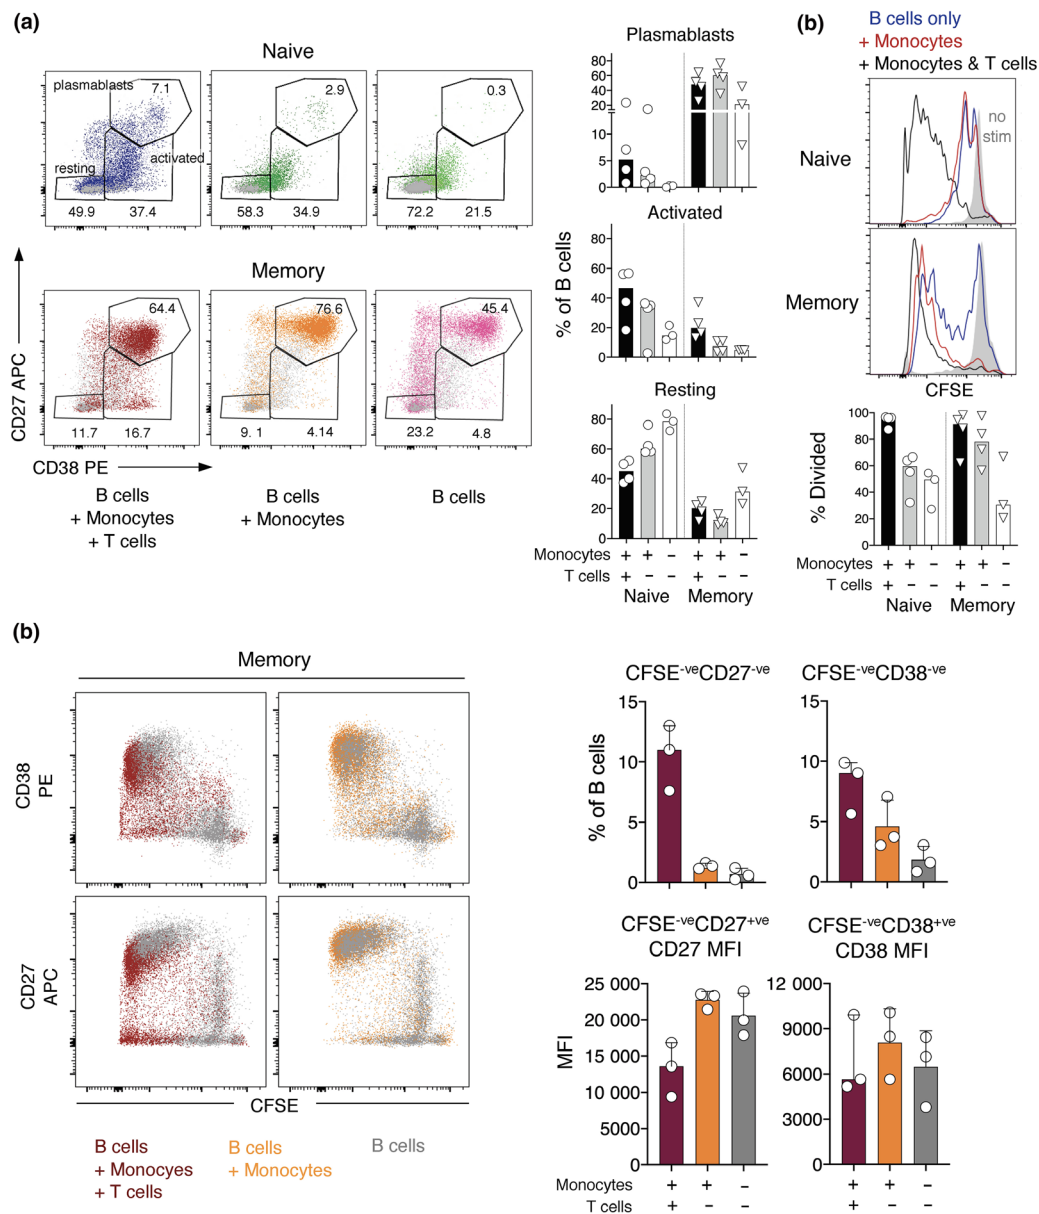 (a)
Naive
plasmablasts
7.1
resting
activated
49.9
37.4
2.9
58.3
34.9
0.3
72.2
21.5
Memory
64.4
11.7
16.7
76.6
9. 1
4.14
45.4
23.2
4.8
CD27 APC
CD38 PE
B cells
+ Monocytes
+ T cells
B cells
+ Monocytes
B cells
% of B cells
Plasmablasts
80
60
40
20
10
5
0
Activated
80
60
40
20
0
Resting
80
60
40
20
0
Monocytes + + − + + −
T cells + − − + − −
Naive Memory
(b)
B cells only
+ Monocytes
+ Monocytes & T cells
Naive
no
stim
Memory
CFSE
% Divided
100
80
60
40
20
0
Monocytes + + − + + −
T cells + − − + − −
Naive Memory
(b)
Memory
CD38
PE
CD27
APC
CFSE
B cells
+ Monocyes
+ T cells
B cells
+ Monocytes
B cells
CFSE-veCD27-ve
% of B cells
15
10
5
0
CFSE-veCD38-ve
15
10
5
0
CFSE-veCD27+ve
CD27 MFI
MFI
25 000
20 000
15 000
10 000
5000
0
CFSE-veCD38+ve
CD38 MFI
12 000
9000
6000
3000
0
Monocytes + + − + + −
T cells + − − + − −